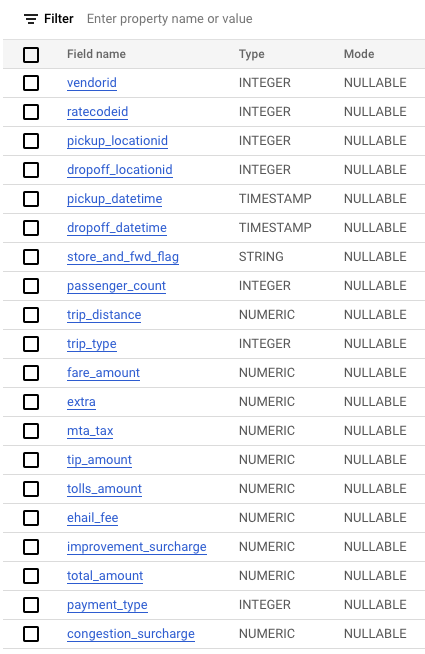 Filter Enter property name or value
Field name Type Mode
vendorid INTEGER NULLABLE
ratecodeid INTEGER NULLABLE
pickup_locationid INTEGER NULLABLE
dropoff_locationid INTEGER NULLABLE
pickup_datetime TIMESTAMP NULLABLE
dropoff_datetime TIMESTAMP NULLABLE
store_and_fwd_flag STRING NULLABLE
passenger_count INTEGER NULLABLE
trip_distance NUMERIC NULLABLE
trip_type INTEGER NULLABLE
fare_amount NUMERIC NULLABLE
extra NUMERIC NULLABLE
mta_tax NUMERIC NULLABLE
tip_amount NUMERIC NULLABLE
tolls_amount NUMERIC NULLABLE
ehail_fee NUMERIC NULLABLE
improvement_surcharge NUMERIC NULLABLE
total_amount NUMERIC NULLABLE
payment_type INTEGER NULLABLE
congestion_surcharge NUMERIC NULLABLE